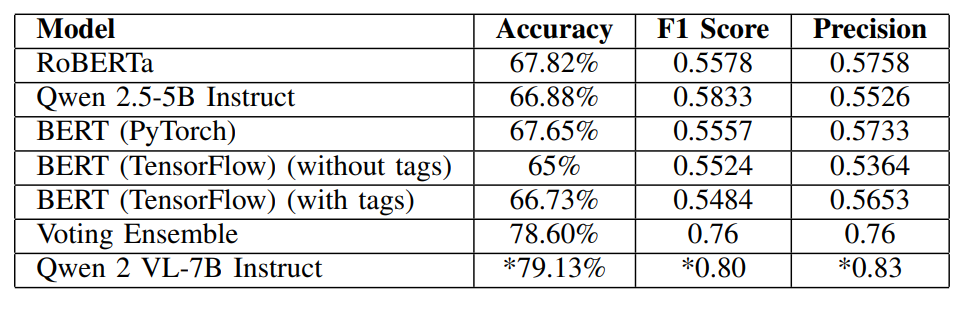 Model Accuracy F1 Score Precision
RoBERTa 67.82% 0.5578 0.5758
Qwen 2.5-5B Instruct 66.88% 0.5833 0.5526
BERT (PyTorch) 67.65% 0.5557 0.5733
BERT (TensorFlow) (without tags) 65% 0.5524 0.5364
BERT (TensorFlow) (with tags) 66.73% 0.5484 0.5653
Voting Ensemble 78.60% 0.76 0.76
Qwen 2 VL-7B Instruct *79.13% *0.80 *0.83